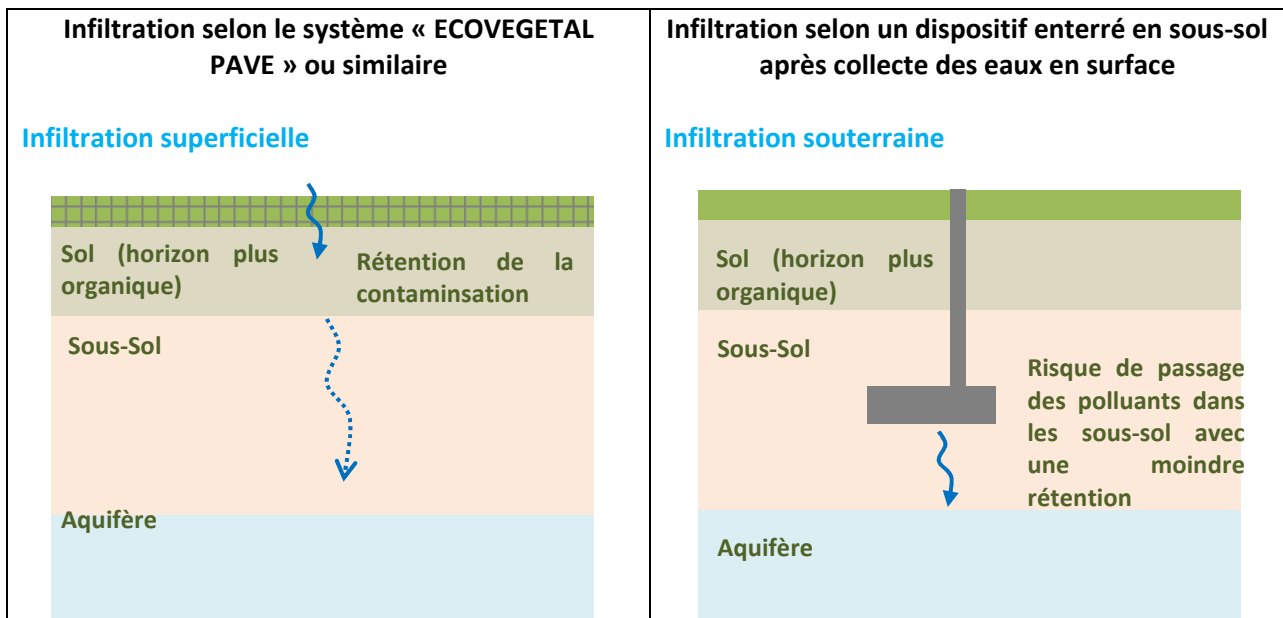 Infiltration selon le système « ECOVEGETAL
PAVE » ou similaire
Infiltration superficielle
Sol (horizon plus
organique)
Rétention de la
contaminsation
Sous-Sol
Aquifère
Infiltration selon un dispositif enterré en sous-sol
après collecte des eaux en surface
Infiltration souterraine
Sol (horizon plus
organique)
Sous-Sol
Risque de passage
des polluants dans
les sous-sol avec
une moindre
rétention
Aquifère